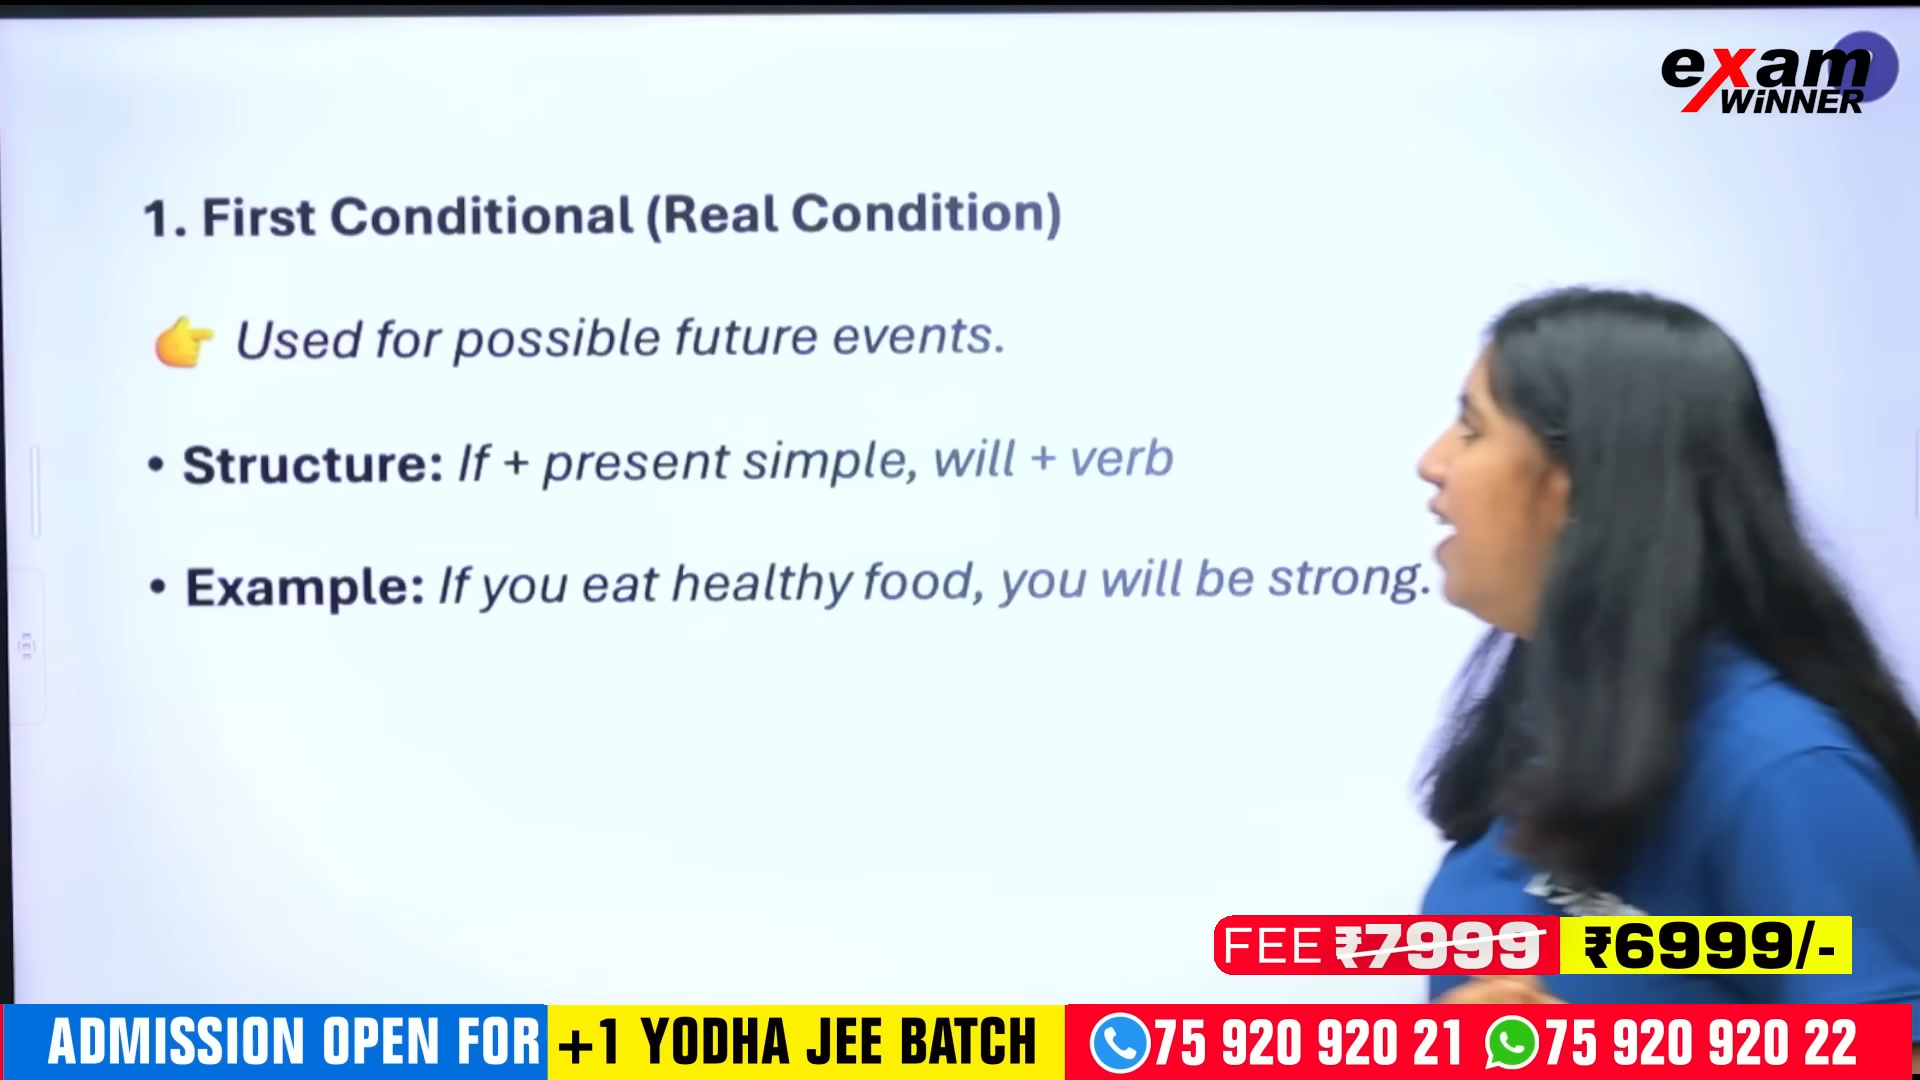 exam
WiNNER
1. First Conditional (Real Condition)
👉 Used for possible future events.
• Structure: If + present simple, will + verb
• Example: If you eat healthy food, you will be strong.
FEE ₹7999 ₹6999/-
ADMISSION OPEN FOR +1 YODHA JEE BATCH 75 920 920 21 75 920 920 22